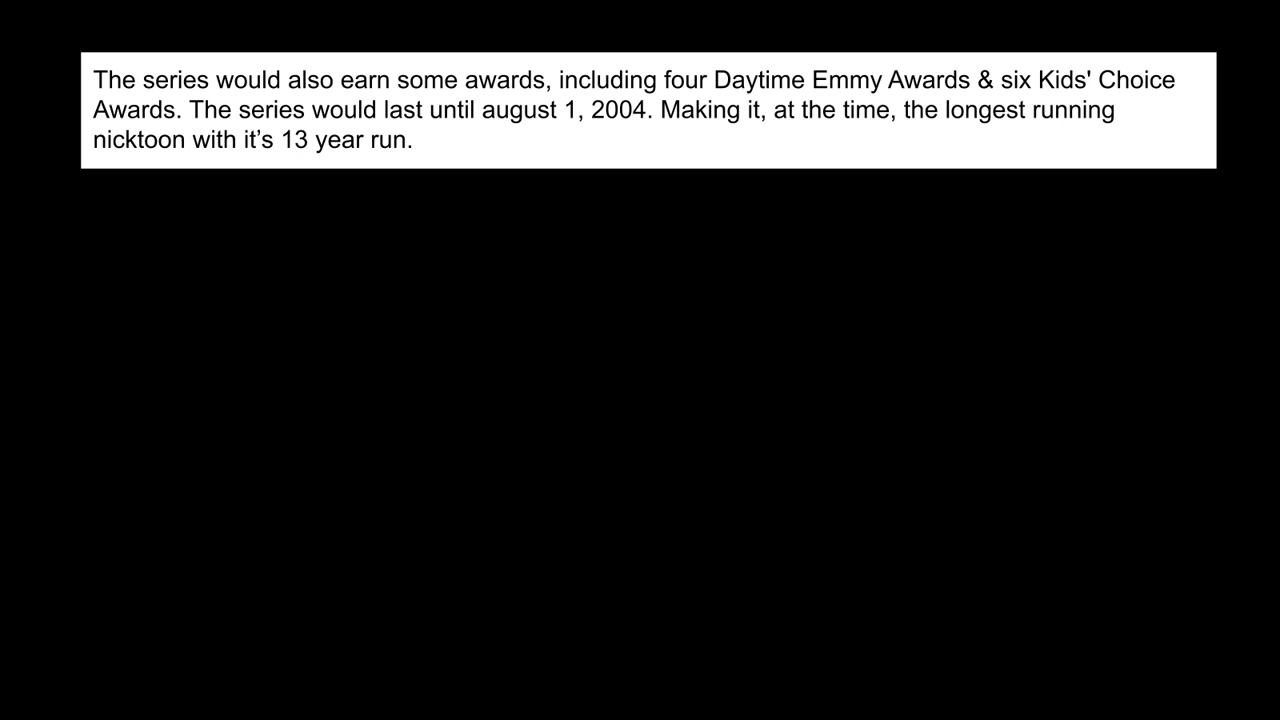 The series would also earn some awards, including four Daytime Emmy Awards & six Kids' Choice
Awards. The series would last until august 1, 2004. Making it, at the time, the longest running
nicktoon with it’s 13 year run.